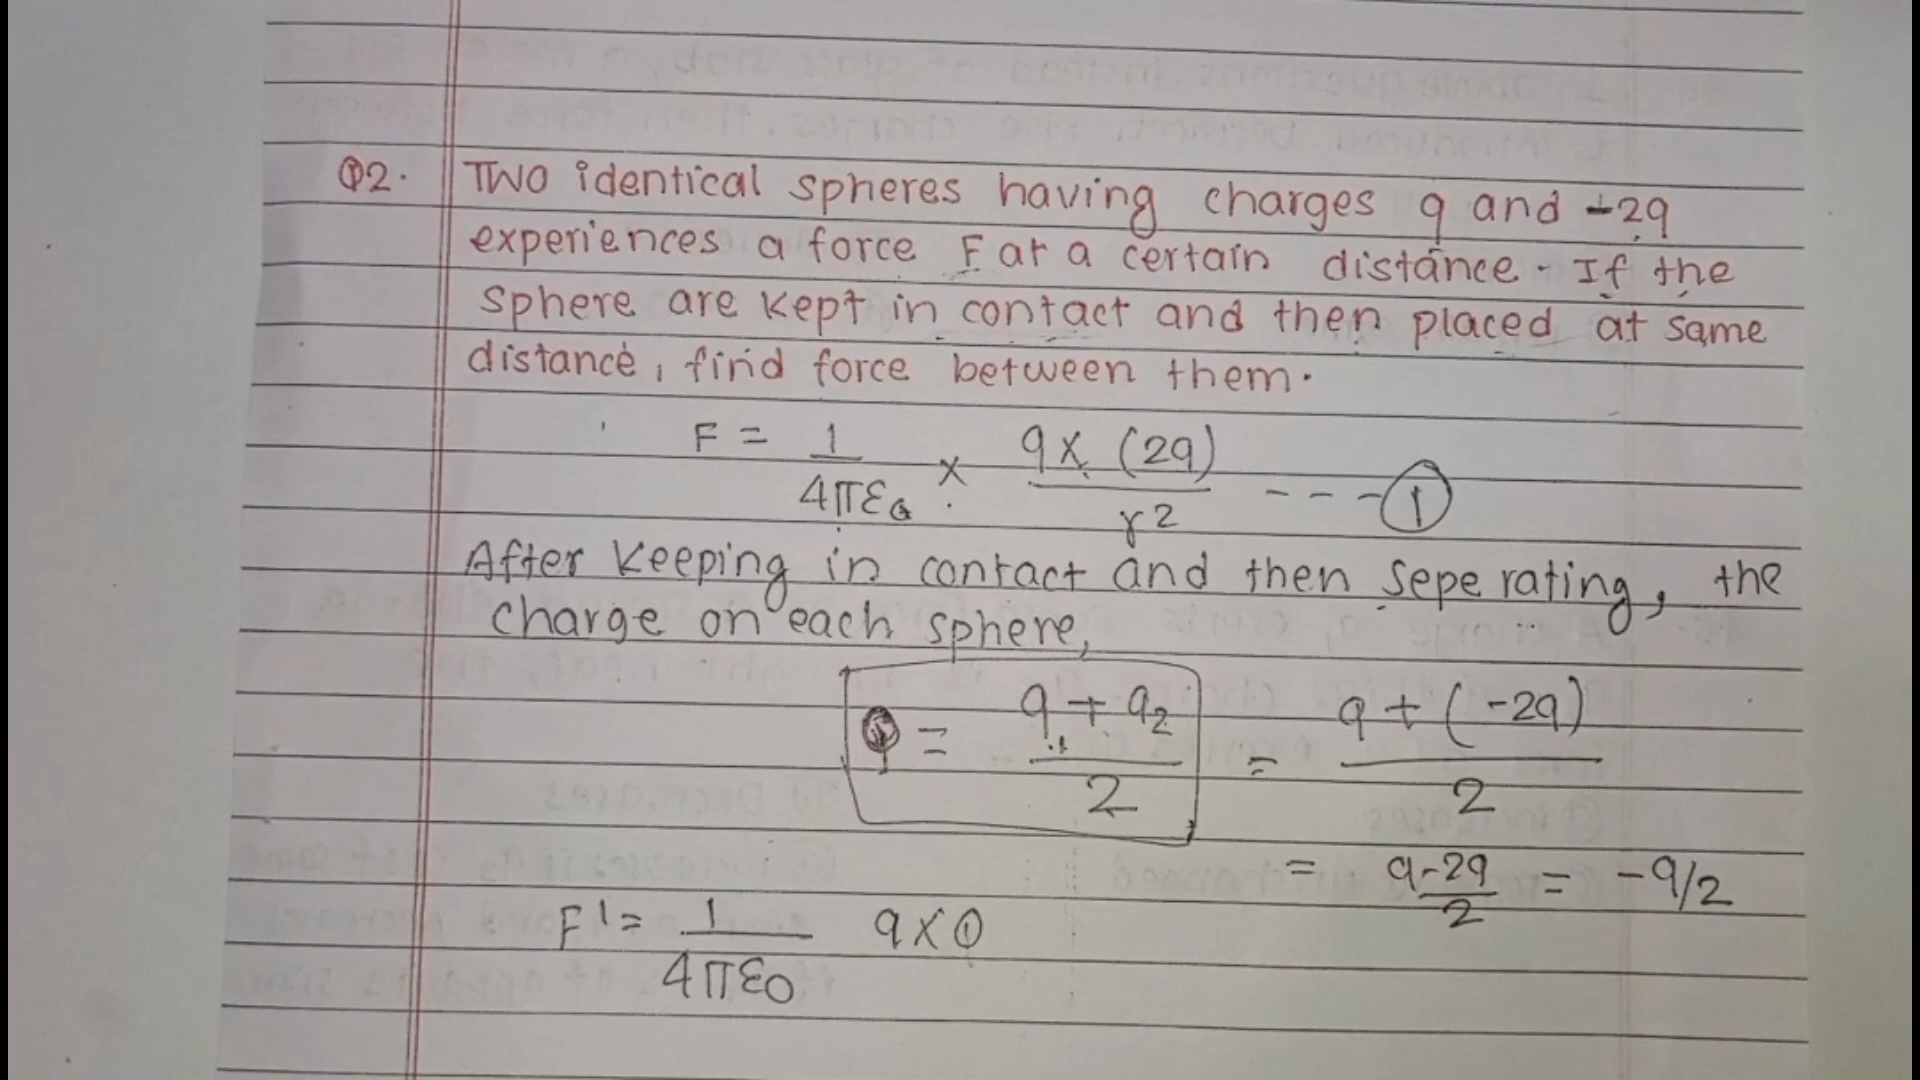 Q2. Two identical spheres having charges q and -2q
experiences a force F at a certain distance. If the
sphere are kept in contact and then placed at same
distance, find force between them.
F = 1/4πε₀ × q×(2q)/r² ---①
After keeping in contact and then seperating, the
charge on each sphere,
q = q₁+q₂/2 = q+(-2q)/2
= q-2q/2 = -q/2
F' = 1/4πε0 q×